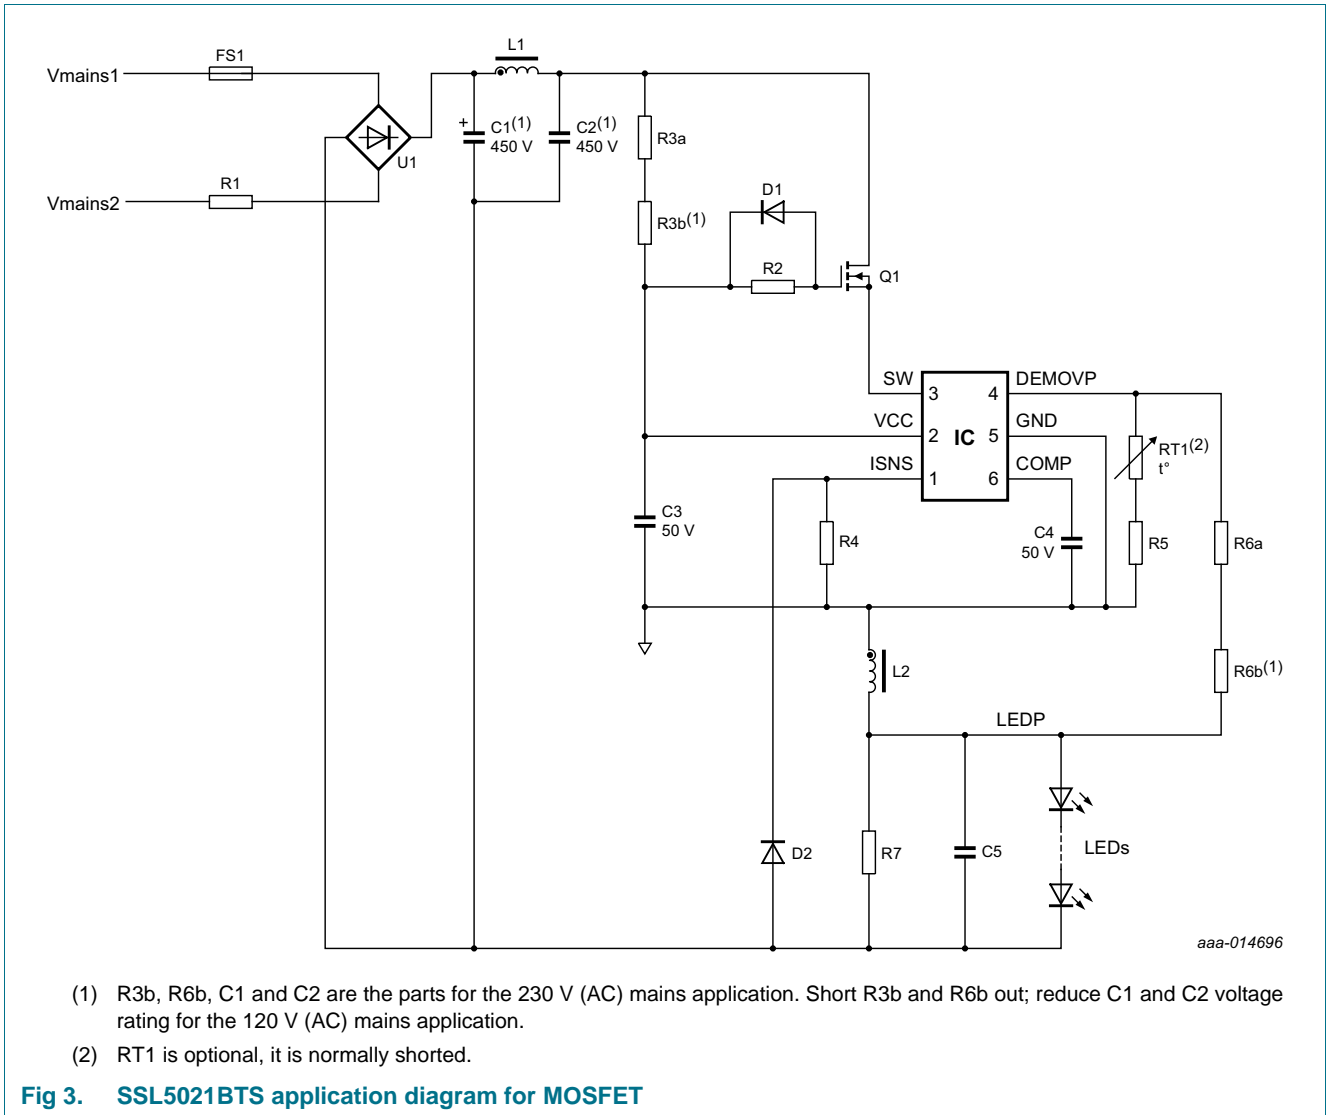 L1
FS1
Vmains1
+
C1(1)
450 V
C2(1)
450 V
R3a
U1
R1
Vmains2
D1
R3b(1)
R2
Q1
SW
DEMOVP
3
4
VCC
GND
2
IC
5
RT1(2)
t°
ISNS
COMP
1
6
C3
50 V
R4
C4
50 V
R5
R6a
L2
R6b(1)
LEDP
D2
R7
C5
LEDs
aaa-014696
(1) R3b, R6b, C1 and C2 are the parts for the 230 V (AC) mains application. Short R3b and R6b out; reduce C1 and C2 voltage
rating for the 120 V (AC) mains application.
(2) RT1 is optional, it is normally shorted.
Fig 3. SSL5021BTS application diagram for MOSFET